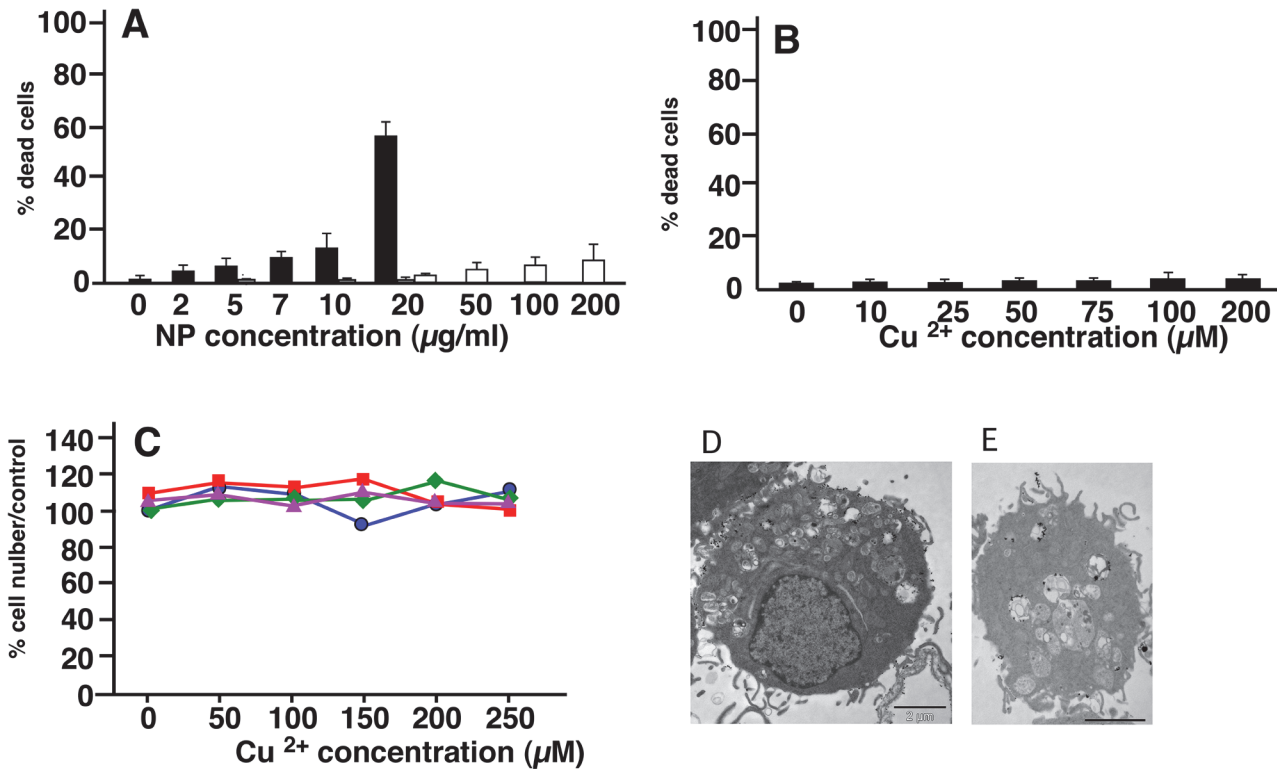 A
100
80
60
40
20
0
% dead cells
0 2 5 7 10 20 50 100 200
NP concentration (µg/ml)
B
100
80
60
40
20
0
% dead cells
0 10 25 50 75 100 200
Cu 2+ concentration (µM)
C
140
120
100
80
60
40
20
0
% cell nulber/control
0 50 100 150 200 250
Cu 2+ concentration (µM)
D
2 µm
E